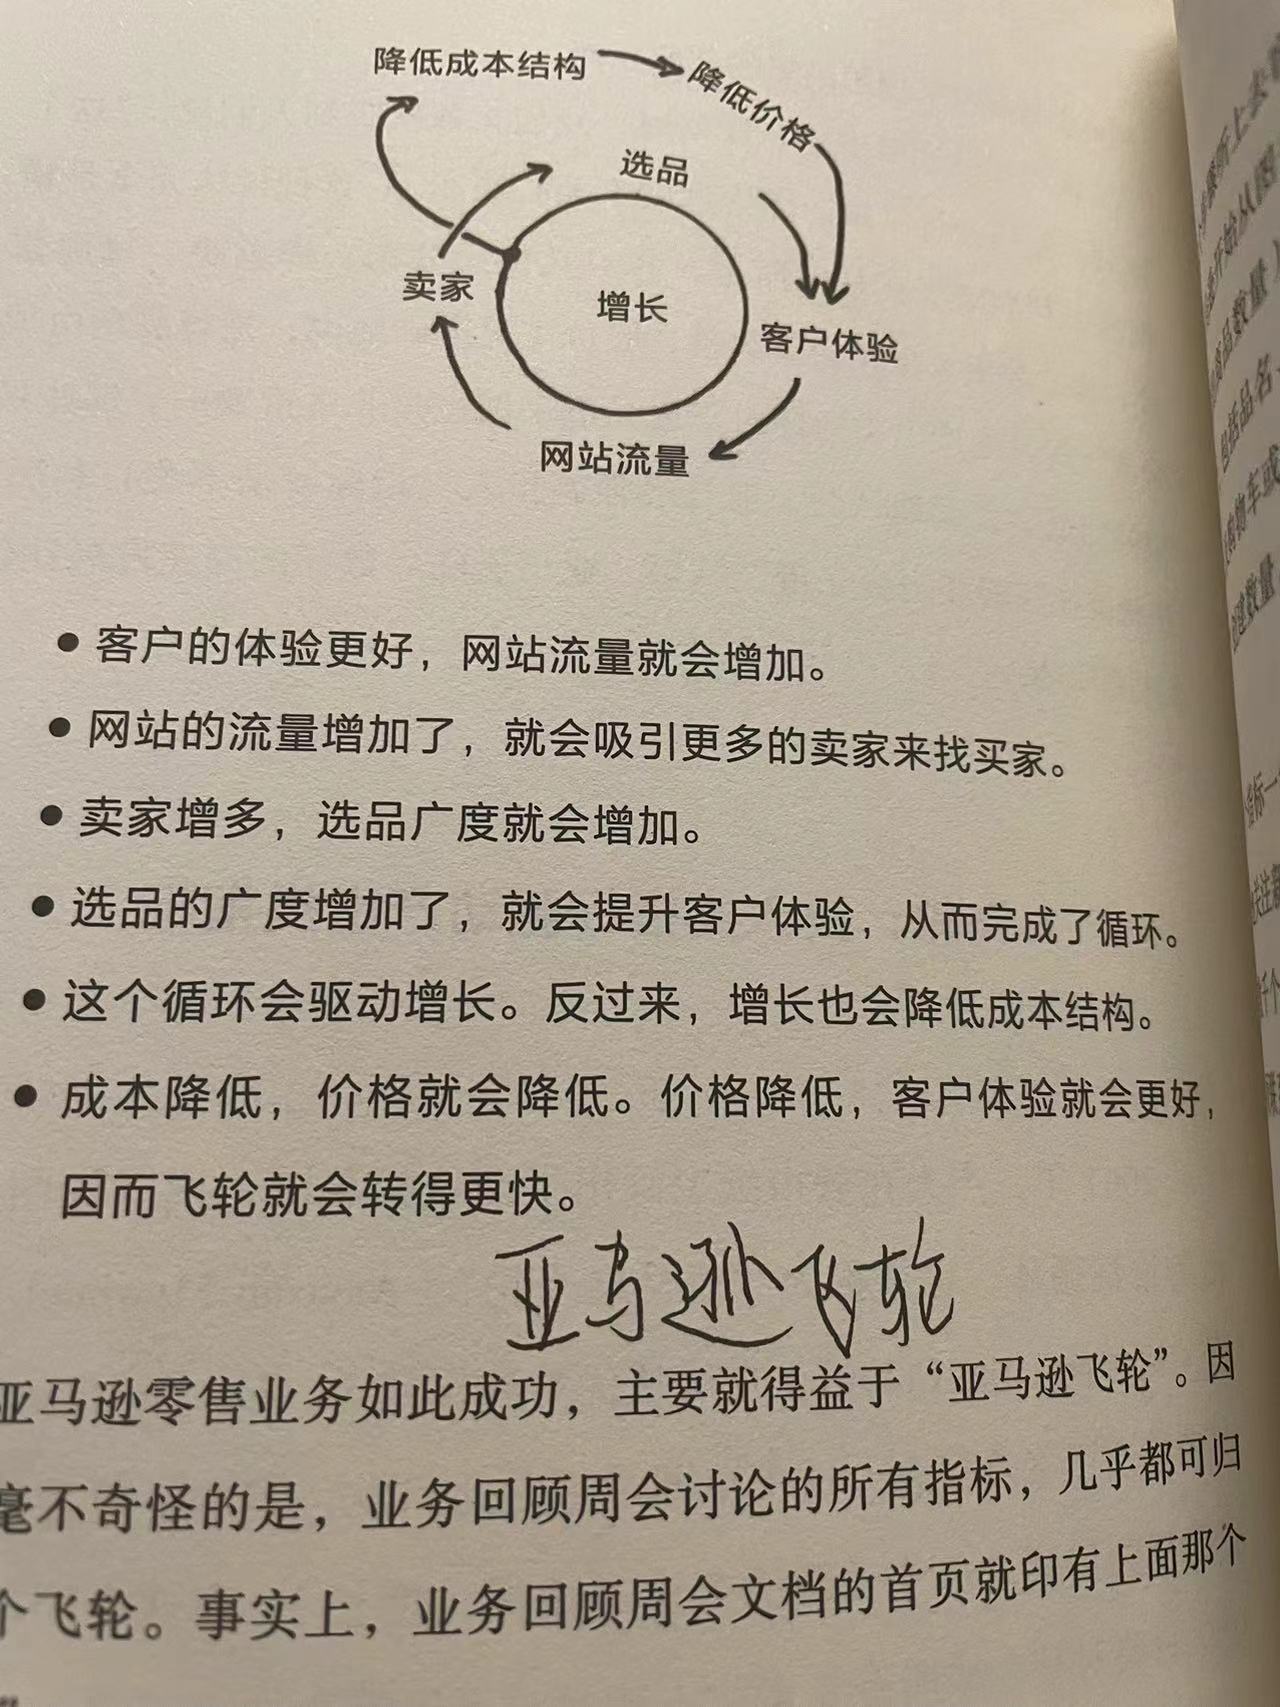 降低成本结构
降低价格
选品
卖家
增长
客户体验
网站流量
● 客户的体验更好，网站流量就会增加。
● 网站的流量增加了，就会吸引更多的卖家来找买家。
● 卖家增多，选品广度就会增加。
● 选品的广度增加了，就会提升客户体验，从而完成了循环。
● 这个循环会驱动增长。反过来，增长也会降低成本结构。
● 成本降低，价格就会降低。价格降低，客户体验就会更好，
因而飞轮就会转得更快。
亚马逊飞轮
亚马逊零售业务如此成功，主要就得益于“亚马逊飞轮”。因
毫不奇怪的是，业务回顾周会讨论的所有指标，几乎都可归
个飞轮。事实上，业务回顾周会文档的首页就印有上面那个